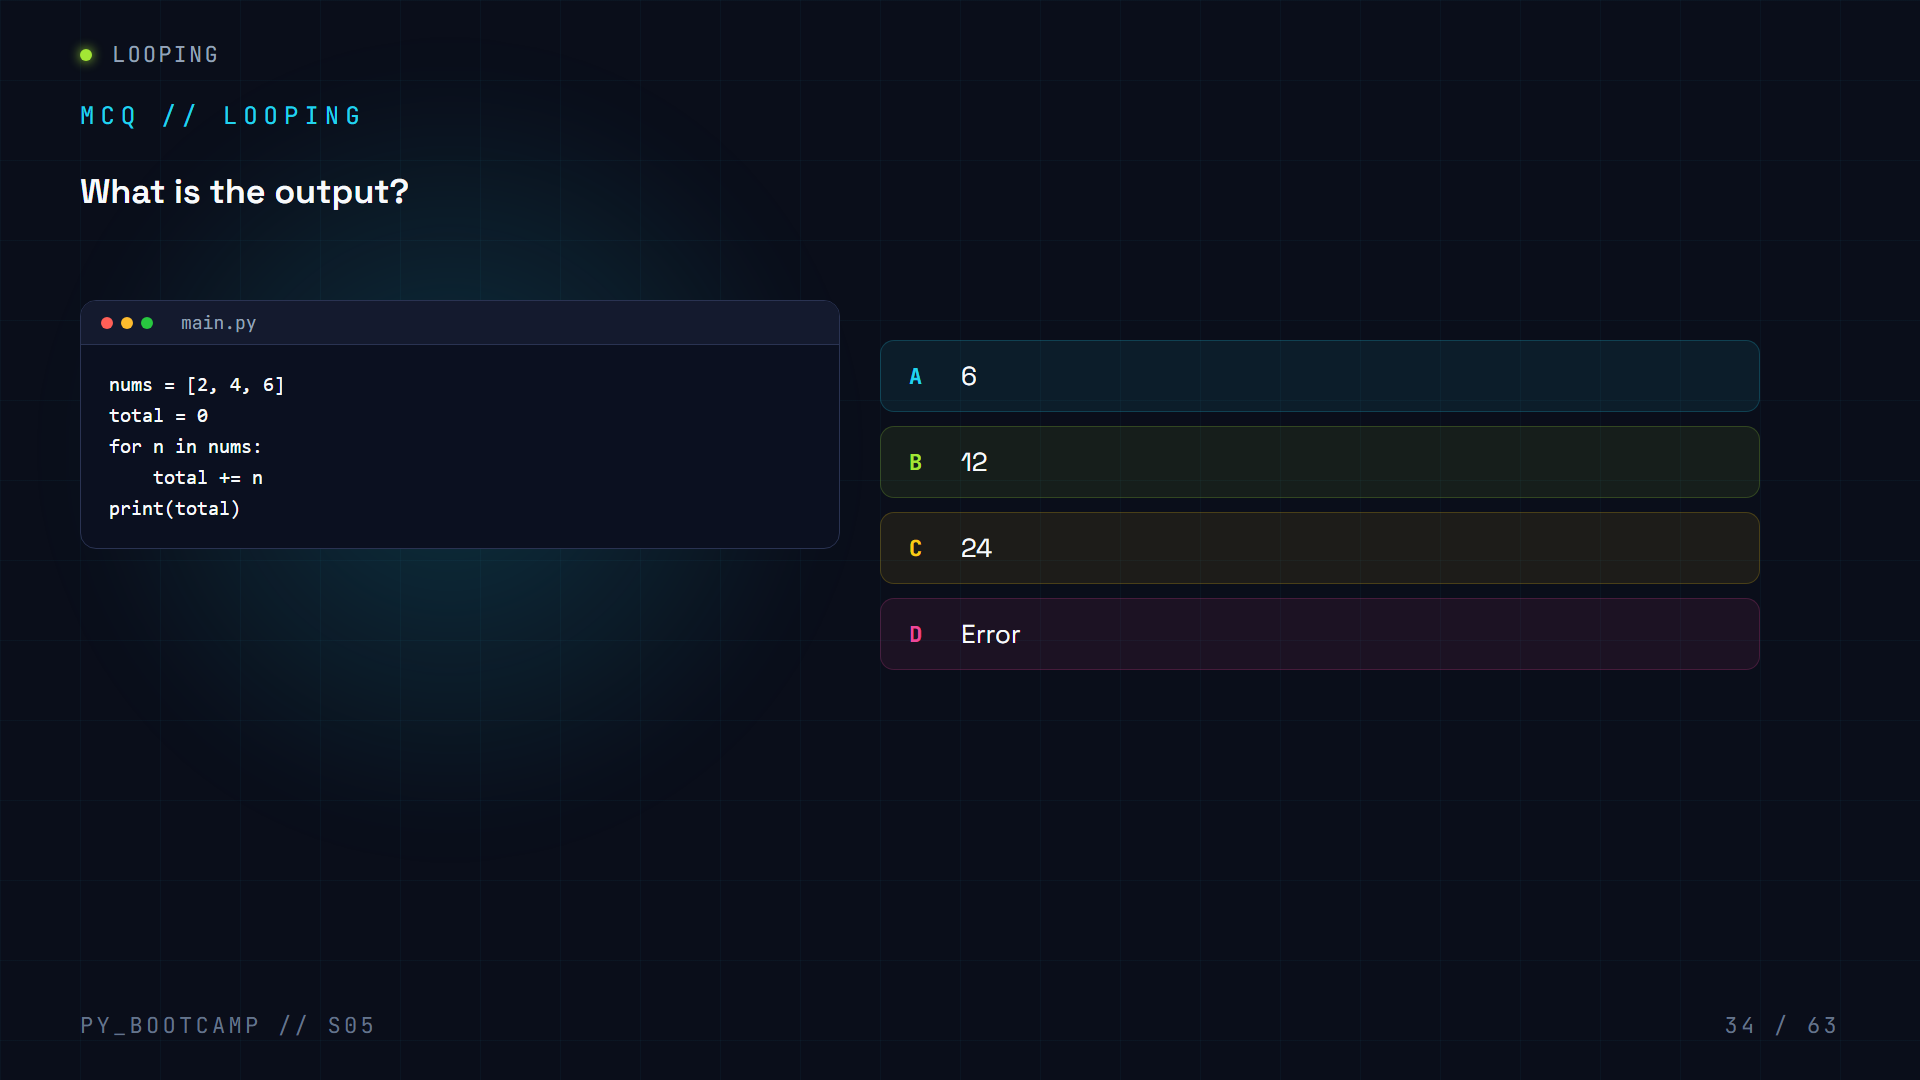 LOOPING
MCQ // LOOPING
What is the output?
main.py
nums = [2, 4, 6]
total = 0
for n in nums:
    total += n
print(total)
A 6
B 12
C 24
D Error
PY_BOOTCAMP // S05
34 / 63